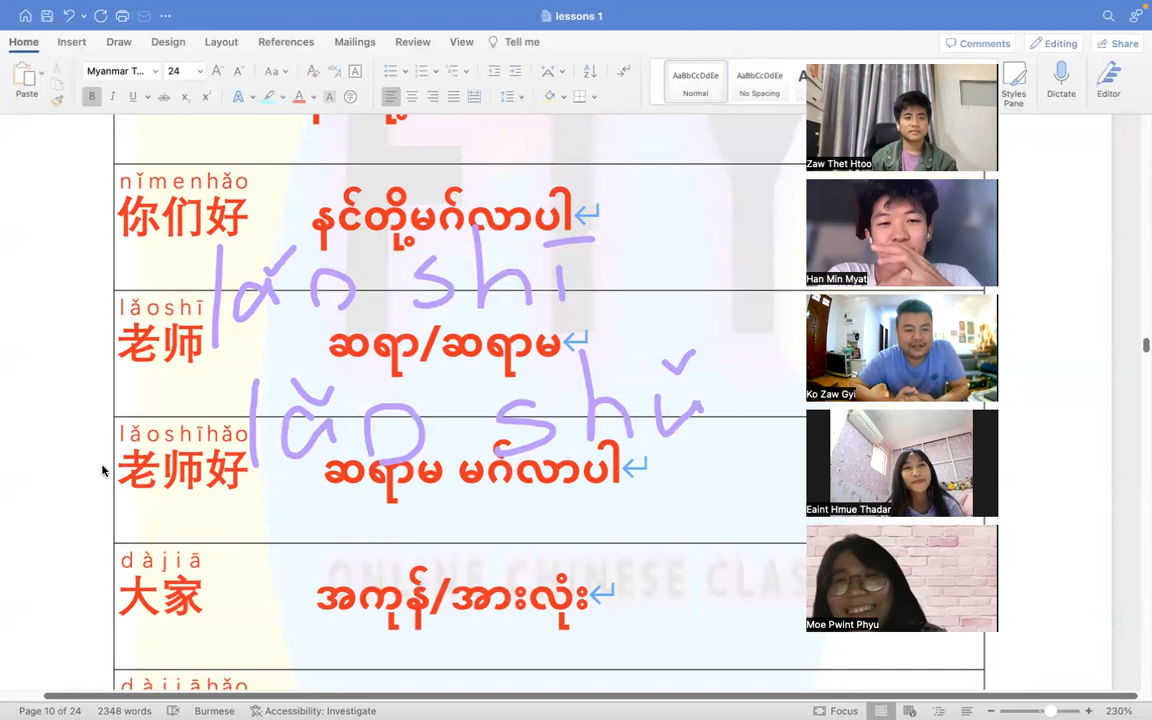 lessons 1
Home Insert Draw Design Layout References Mailings Review View Tell me
Comments Editing Share
Paste
Myanmar T... 24
AaBbCcDdEe
Normal
AaBbCcDdEe
No Spacing
Styles Pane
Dictate
Editor
nǐmenhǎo
你们好 နင်တို့မင်္ဂလာပါ
lǎo shī
lǎoshī
老师 ဆရာ/ဆရာမ
lǎo shǔ
lǎoshīhǎo
老师好 ဆရာမ မင်္ဂလာပါ
dàjiā
大家 အကုန်/အားလုံး
dàjiāhǎo
ONLINE CHINESE CLAS
Zaw Thet Htoo
Han Min Myat
Ko Zaw Gyi
Eaint Hmue Thadar
Moe Pwint Phyu
Page 10 of 24 2348 words Burmese Accessibility: Investigate Focus 230%